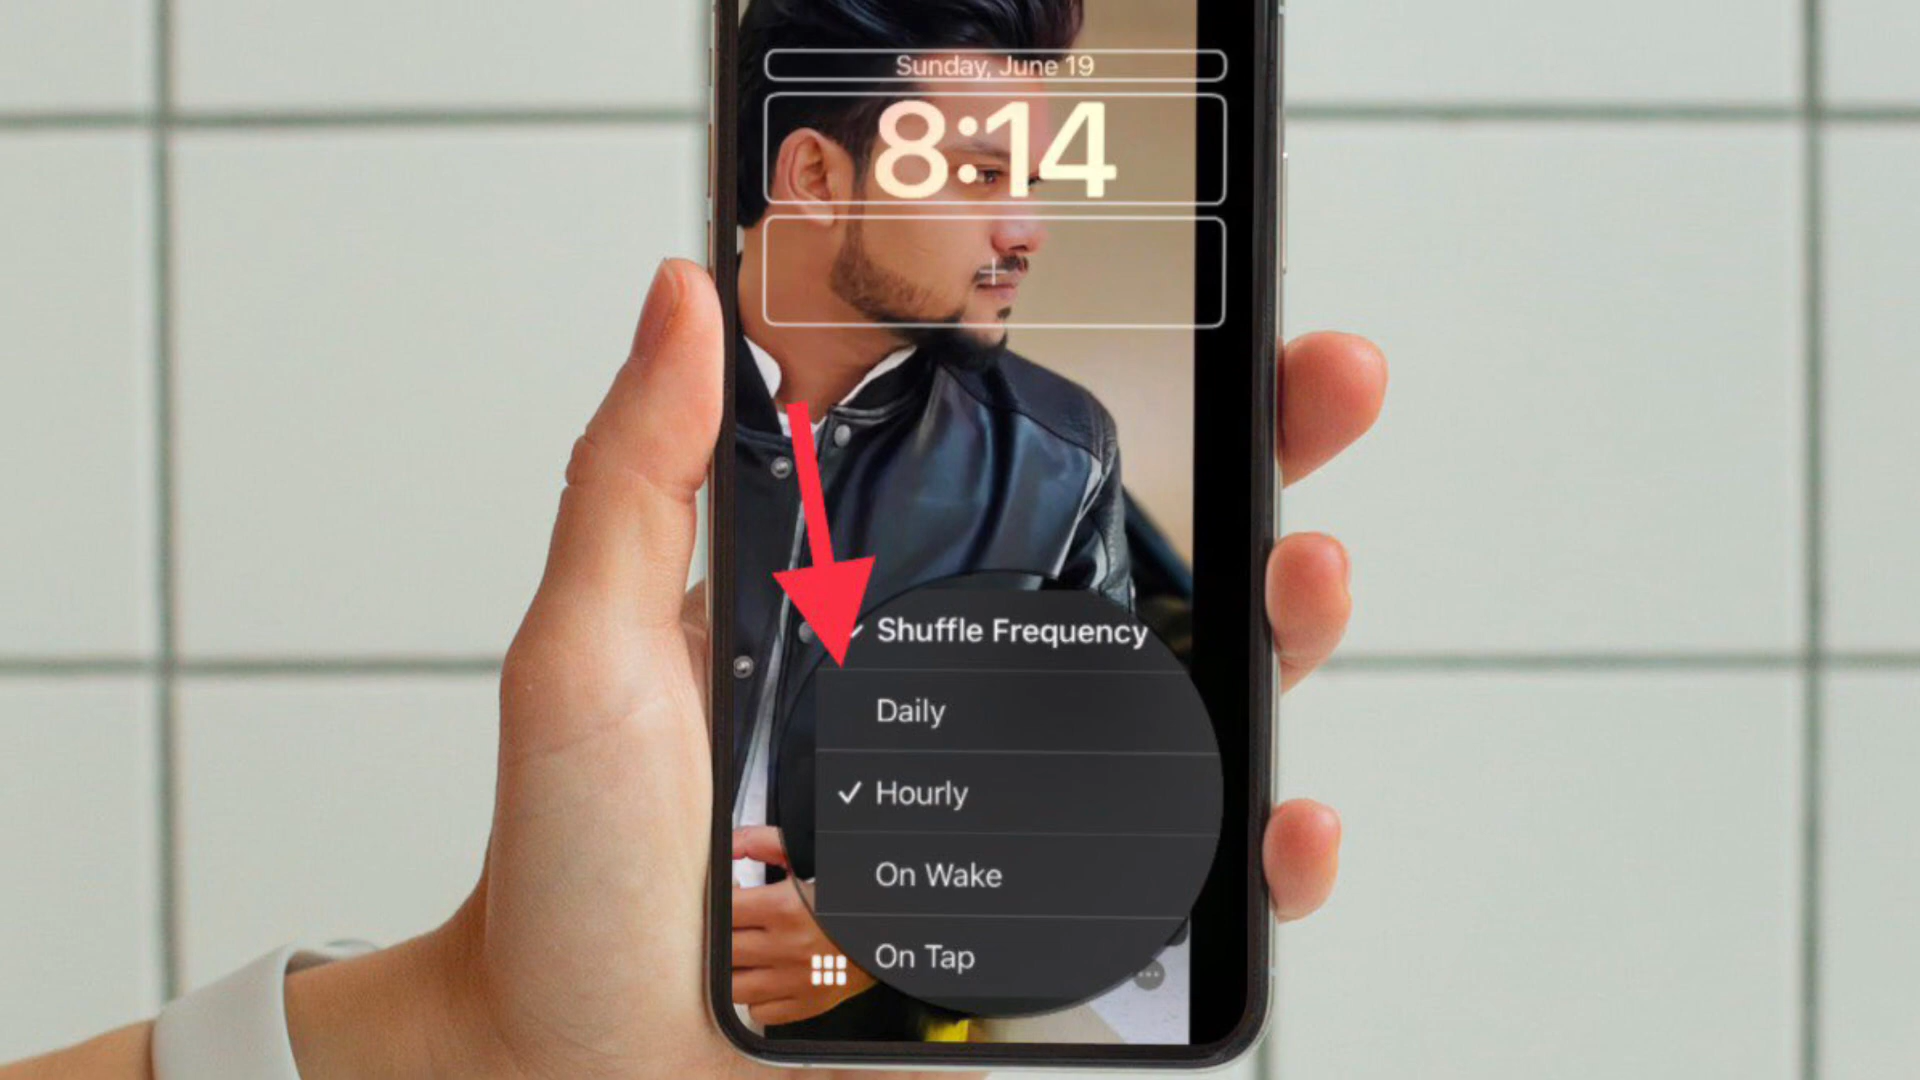 Sunday, June 19
8:14
Shuffle Frequency
Daily
Hourly
On Wake
On Tap